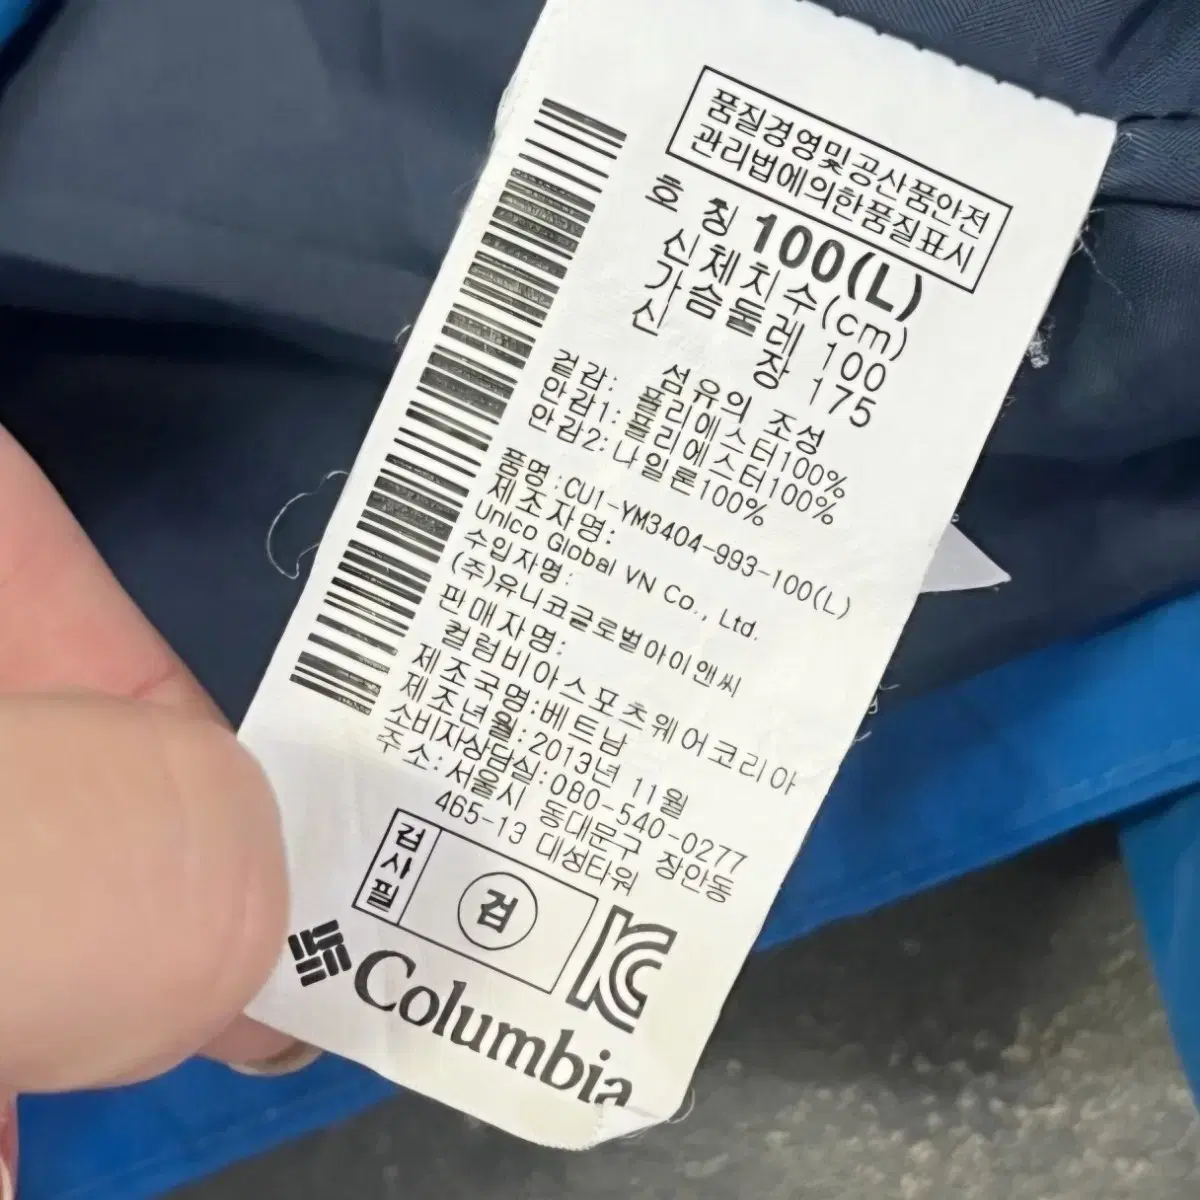 품질경영및공산품안전
관리법에의한품질표시
호 칭 100(L)
신체치수(cm)
가슴둘레 100
신 장 175
섬유의 조성
겉감: 폴리에스터100%
안감1: 폴리에스터100%
안감2: 나일론100%
품명:CU1-YM3404-993-100(L)
제조자명:
Unico Global VN Co., Ltd.
수입자명:
(주)유니코글로벌아이앤씨
판매자명:
컬럼비아스포츠웨어코리아
제조국명:베트남
제조년월:2013년 11월
소비자상담실:080-540-0277
주소:서울시 동대문구 장안동
465-13 대성타워
검사필
검
KC
Columbia